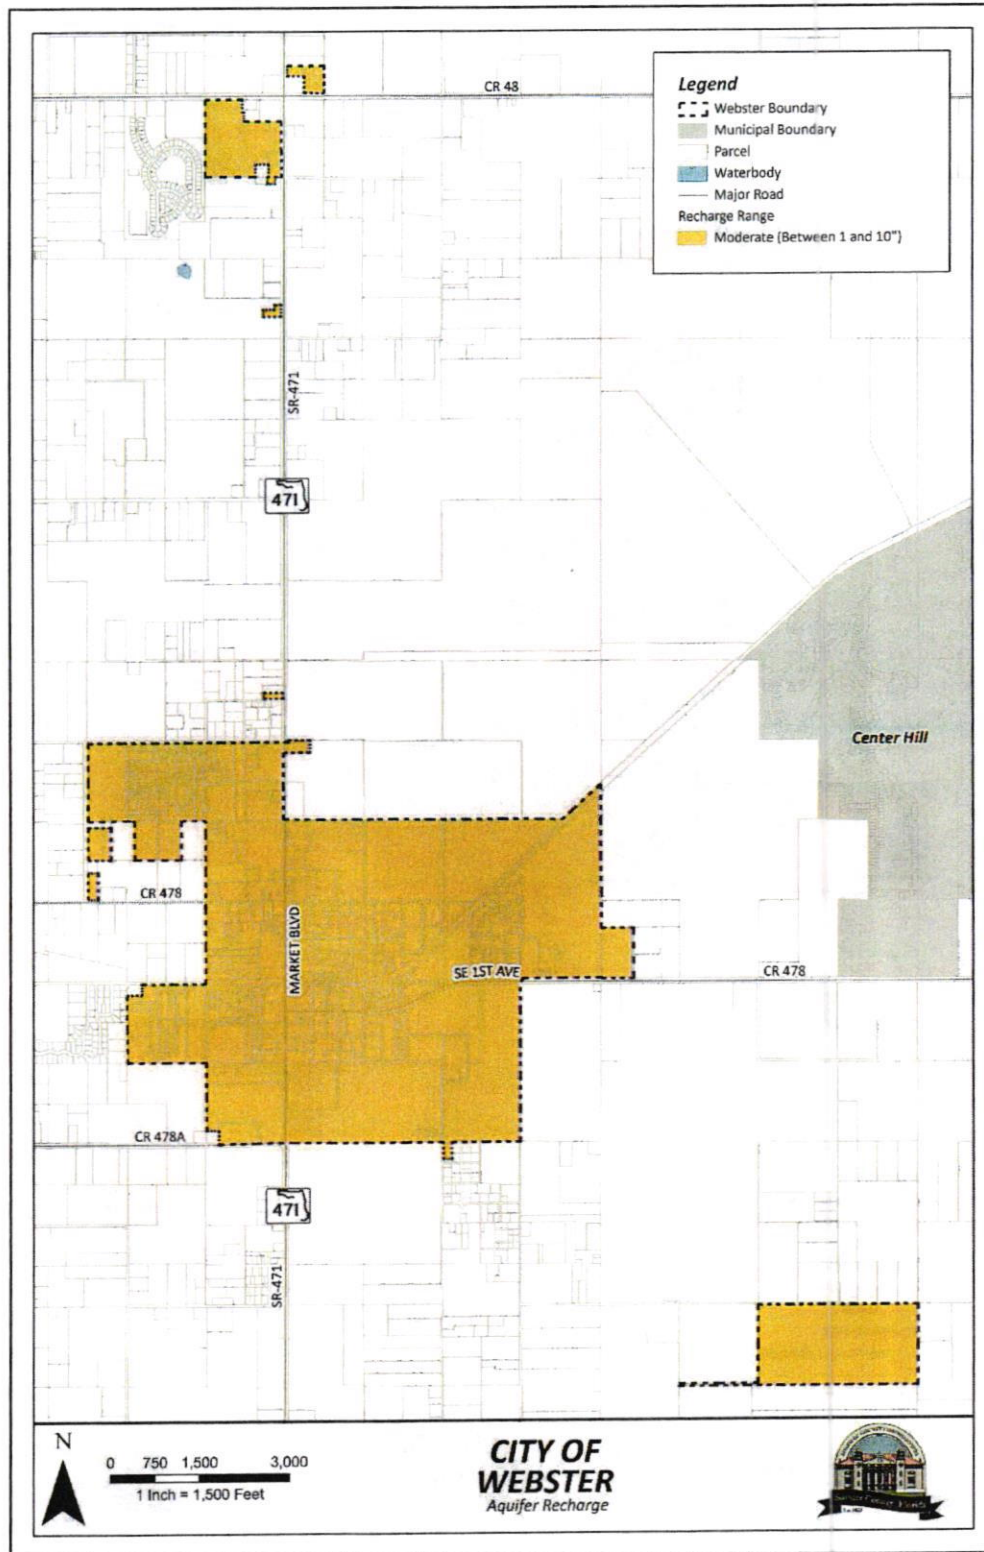 CR 48
Legend
Webster Boundary
Municipal Boundary
Parcel
Waterbody
Major Road
Recharge Range
Moderate (Between 1 and 10")
SR-471
471
Center Hill
CR 478
MARKET BLVD
SE 1ST AVE
CR 478
CR 478A
471
SR-471
N
0 750 1,500 3,000
1 Inch = 1,500 Feet
CITY OF
WEBSTER
Aquifer Recharge